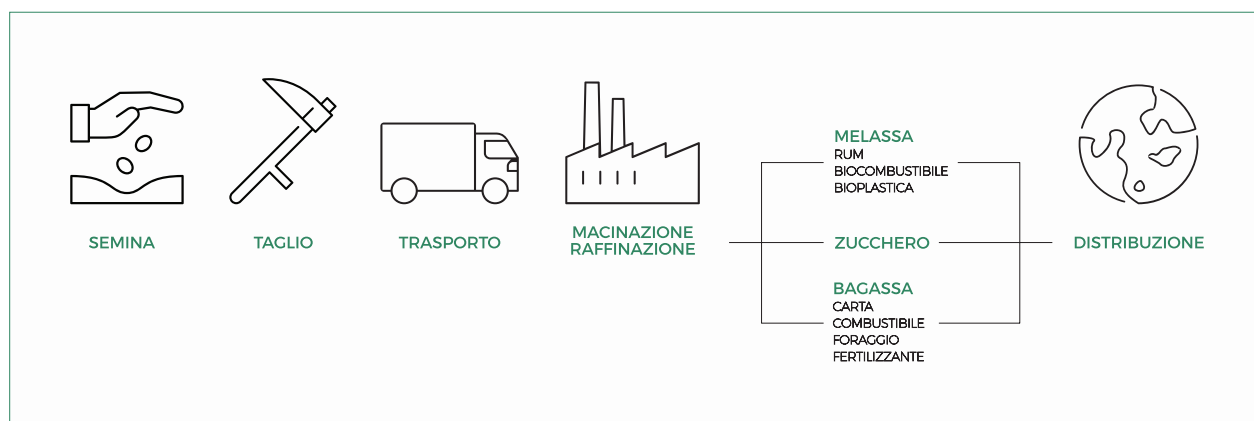 SEMINA
TAGLIO
TRASPORTO
MACINAZIONE
RAFFINAZIONE
MELASSA
RUM
BIOCOMBUSTIBILE
BIOPLASTICA
ZUCCHERO
BAGASSA
CARTA
COMBUSTIBILE
FORAGGIO
FERTILIZZANTE
DISTRIBUZIONE